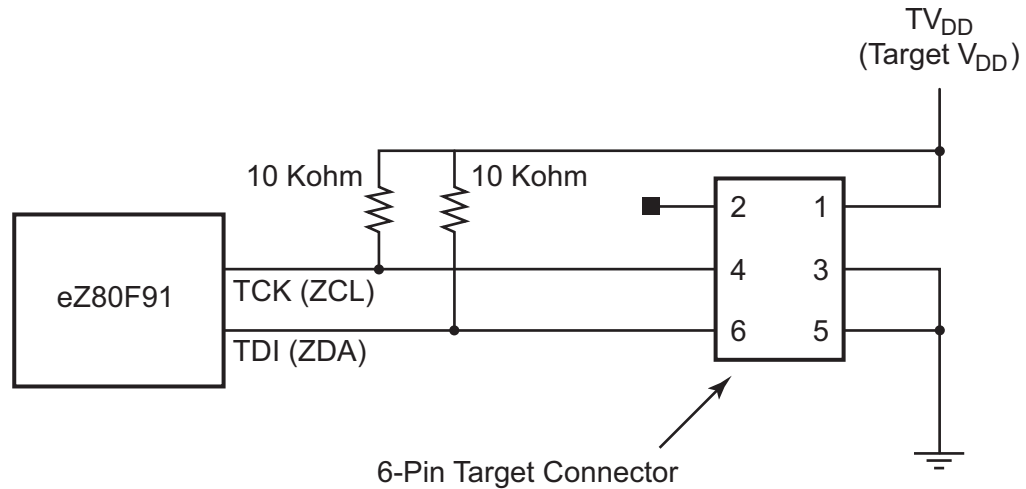 TVDD
(Target VDD)
10 Kohm
10 Kohm
2 1
eZ80F91
TCK (ZCL)
4 3
TDI (ZDA)
6 5
6-Pin Target Connector